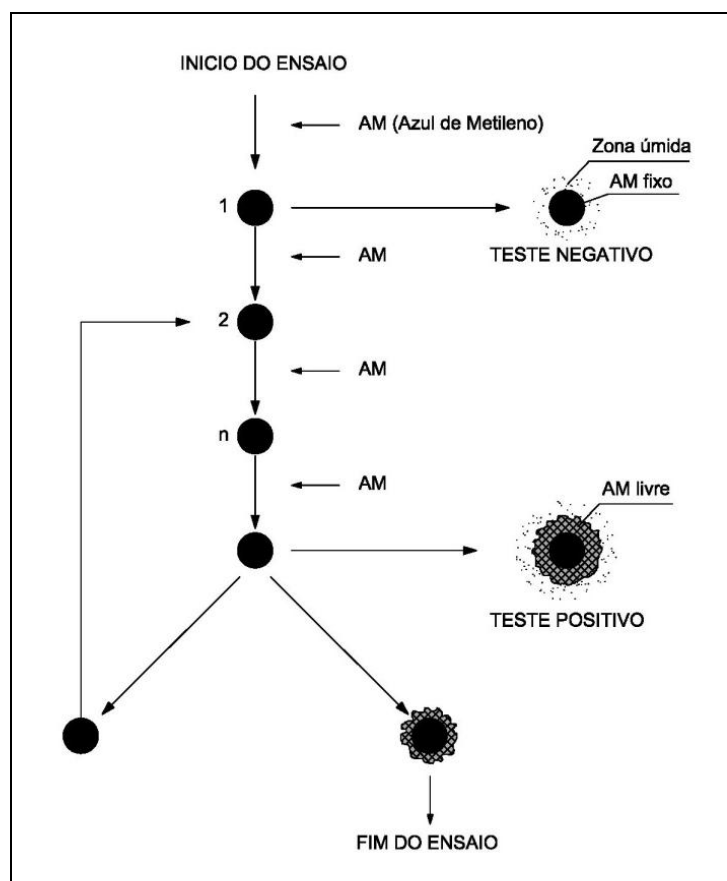 INICIO DO ENSAIO
AM (Azul de Metileno)
Zona úmida
AM fixo
1
TESTE NEGATIVO
AM
2
AM
n
AM
AM livre
TESTE POSITIVO
FIM DO ENSAIO